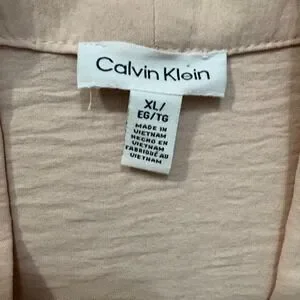 Calvin Klein
XL/
EG/TG
MADE IN
VIETNAM
HECHO EN
VIETNAM
FABRIQUÉ AU
VIETNAM